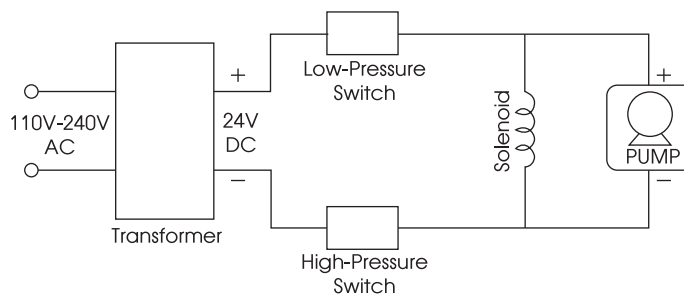 Low-Pressure
Switch
+
+
110V-240V
AC
24V
DC
Solenoid
PUMP
−
−
Transformer
High-Pressure
Switch